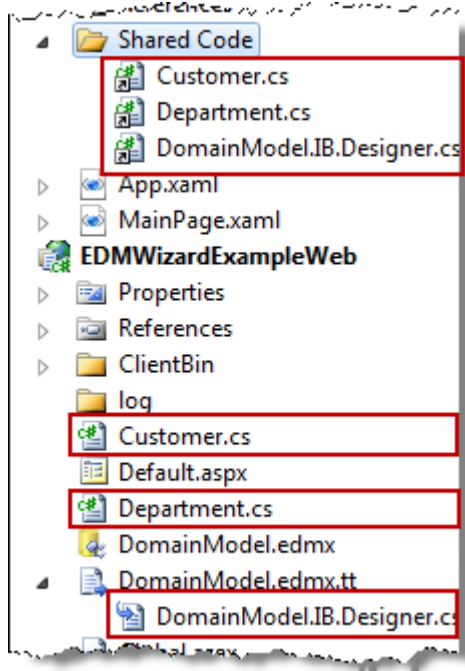 Shared Code
Customer.cs
Department.cs
DomainModel.IB.Designer.cs
App.xaml
MainPage.xaml
EDMWizardExampleWeb
Properties
References
ClientBin
log
Customer.cs
Default.aspx
Department.cs
DomainModel.edmx
DomainModel.edmx.tt
DomainModel.IB.Designer.cs